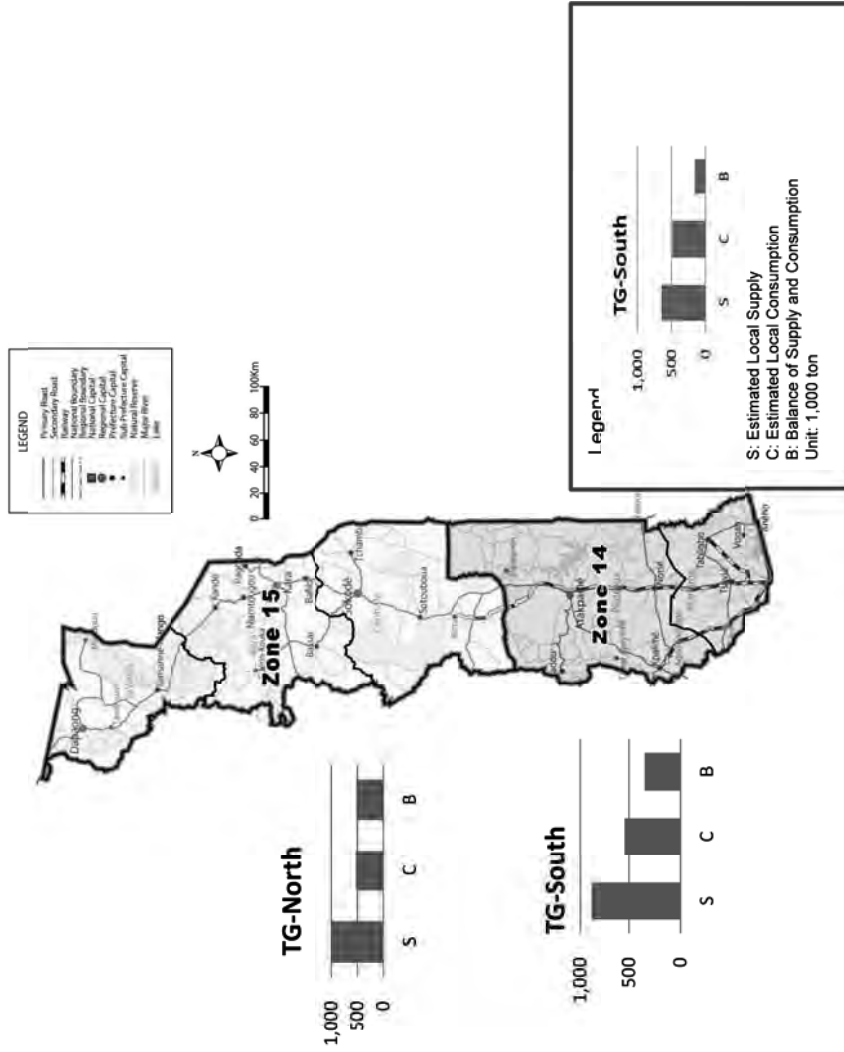 LEGEND
Primary Road
Secondary Road
Railway
National Boundary
Regional Boundary
National Capital
Regional Capital
Prefecture Capital
Sub-Prefecture Capital
Natural Reserve
Major River
Lake
N
0 20 40 60 80 100Km
Dapaong
Mango
Kandé
Niamtougou
Kara
Zone 15
Bafilo
Bassar
Sokodé
Tchamba
Sotouboua
Atakpamé
Zone 14
Notsé
Kpalimé
Tabligbo
Vogan
Aného
TG-North
1,000
500
0
S C B
TG-South
1,000
500
0
S C B
Legend
TG-South
1,000
500
0
S C B
S: Estimated Local Supply
C: Estimated Local Consumption
B: Balance of Supply and Consumption
Unit: 1,000 ton